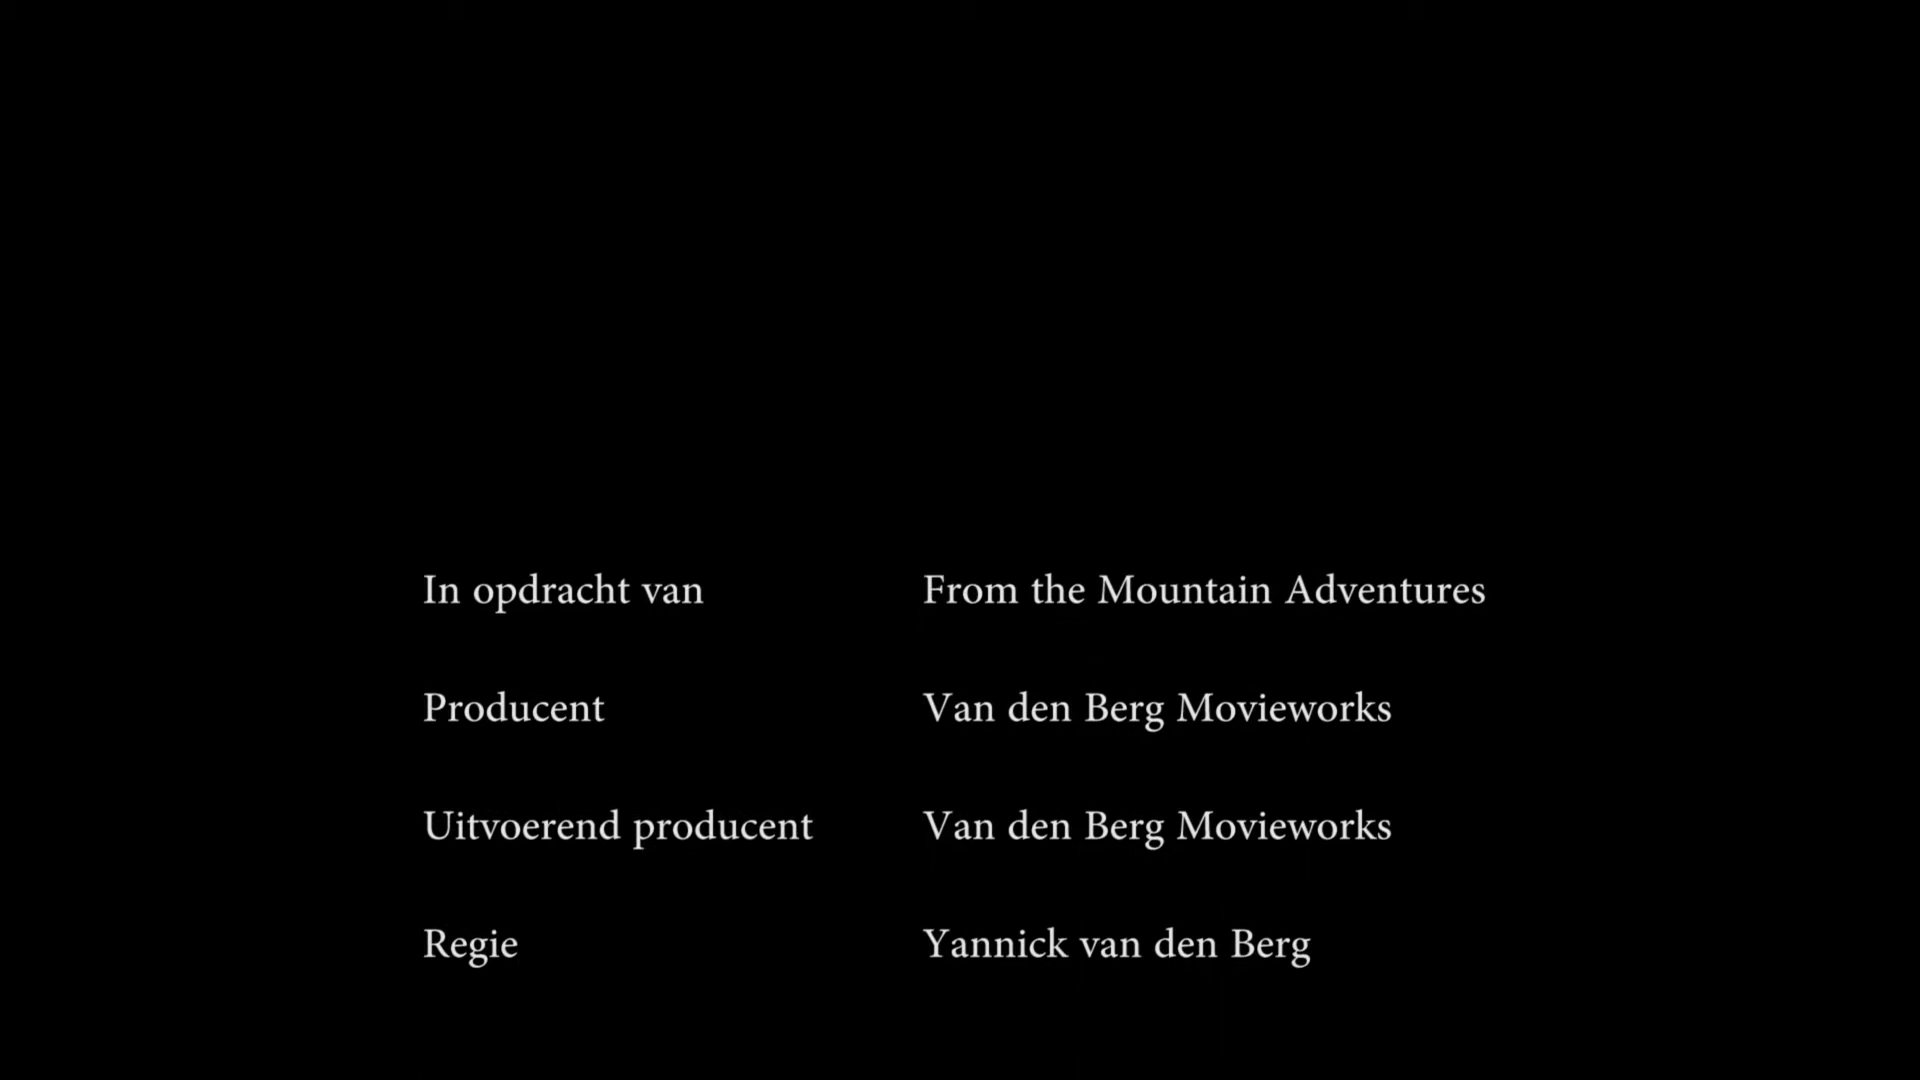 In opdracht van From the Mountain Adventures
Producent Van den Berg Movieworks
Uitvoerend producent Van den Berg Movieworks
Regie Yannick van den Berg